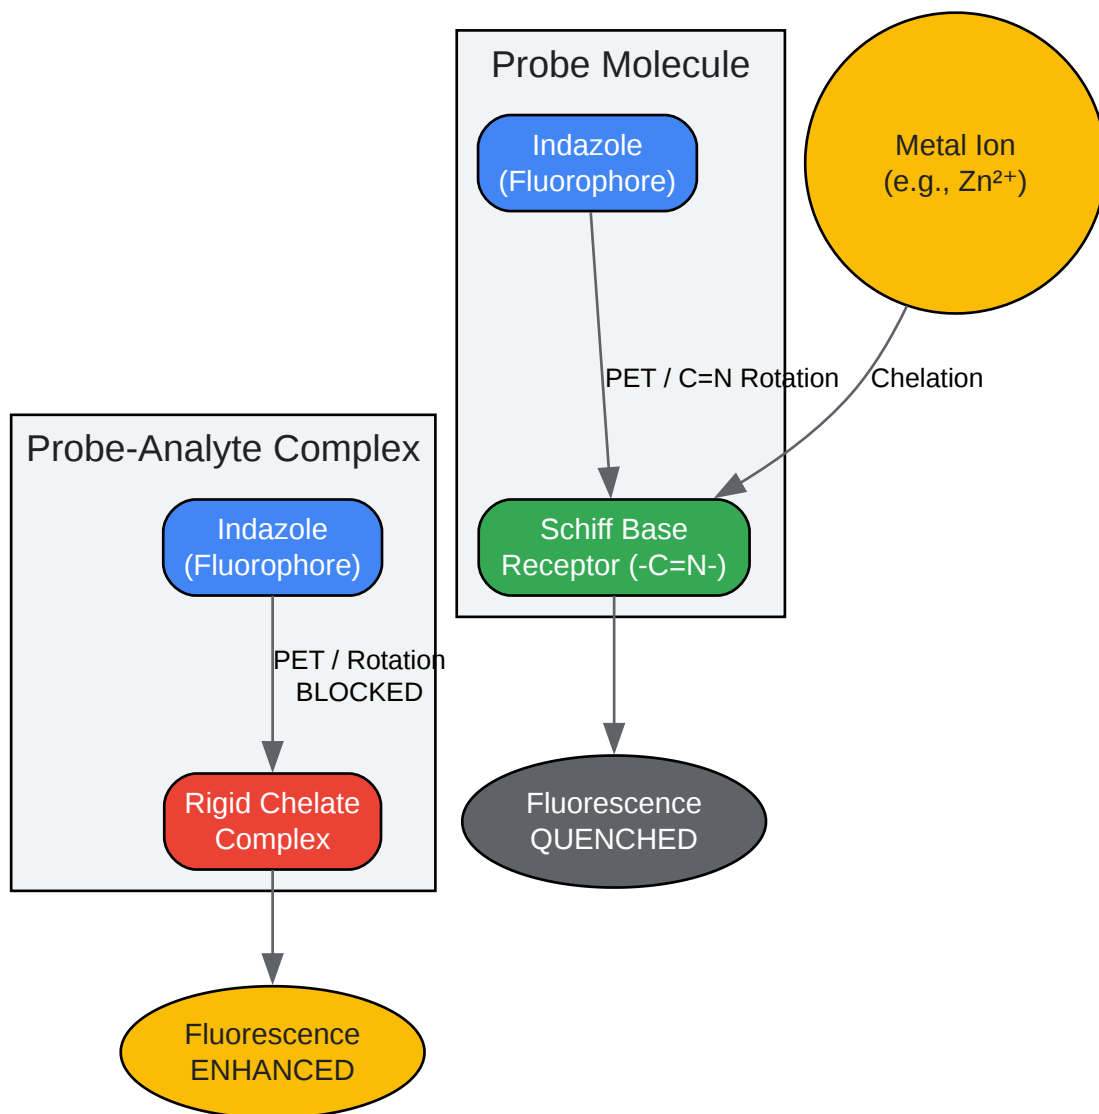 Probe Molecule
Indazole
(Fluorophore)
Metal Ion
(e.g., Zn²⁺)
PET / C=N Rotation
Chelation
Schiff Base
Receptor (-C=N-)
Fluorescence
QUENCHED
Probe-Analyte Complex
Indazole
(Fluorophore)
PET / Rotation
BLOCKED
Rigid Chelate
Complex
Fluorescence
ENHANCED